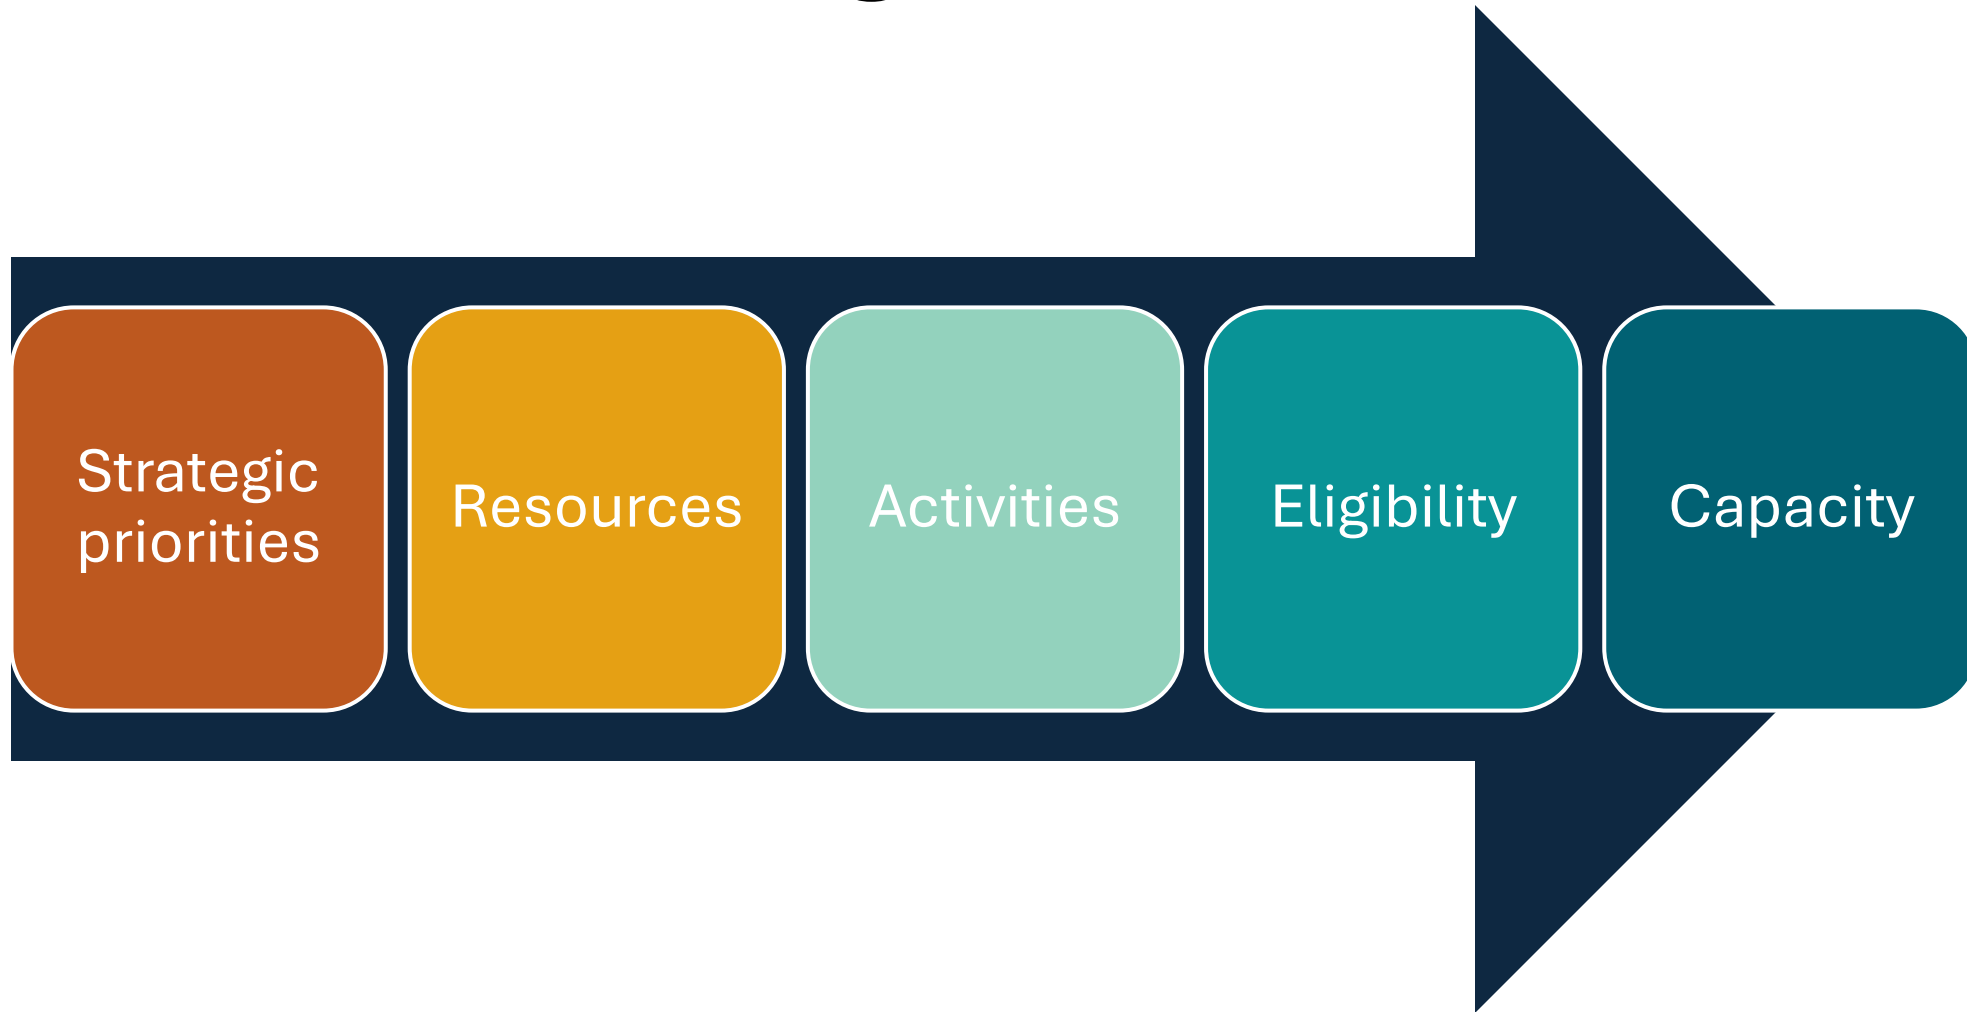 Strategic
priorities
Resources
Activities
Eligibility
Capacity